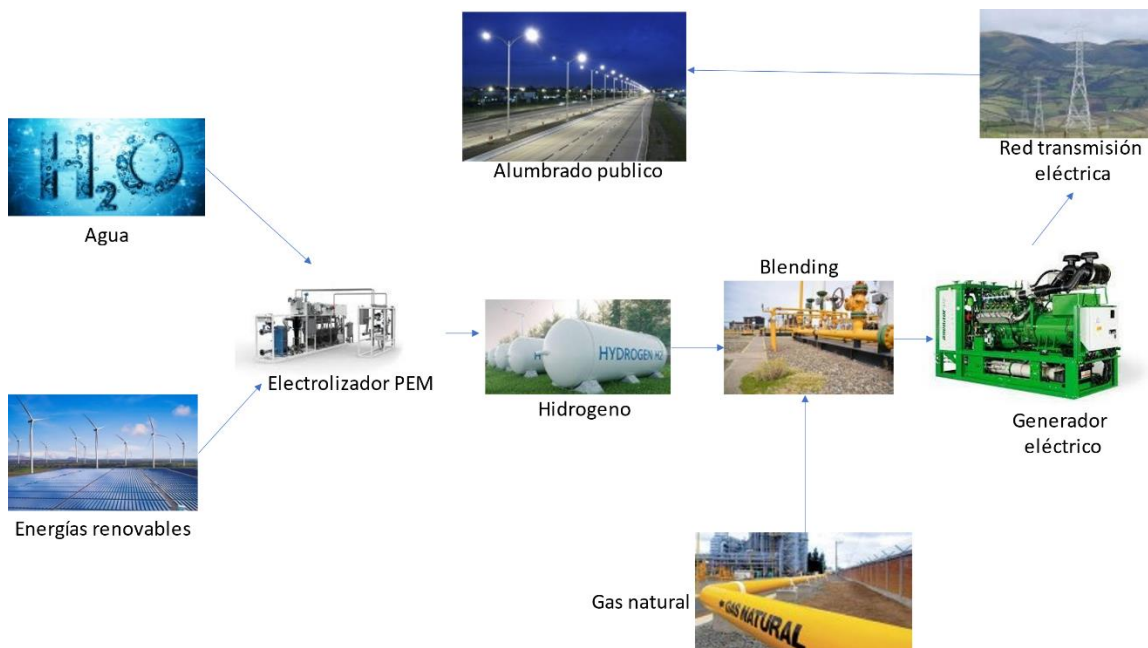 Alumbrado publico
Red transmisión
eléctrica
H₂O
Agua
Blending
Electrolizador PEM
HYDROGEN H2
Hidrogeno
Generador
eléctrico
Energías renovables
Gas natural
GAS NATURAL